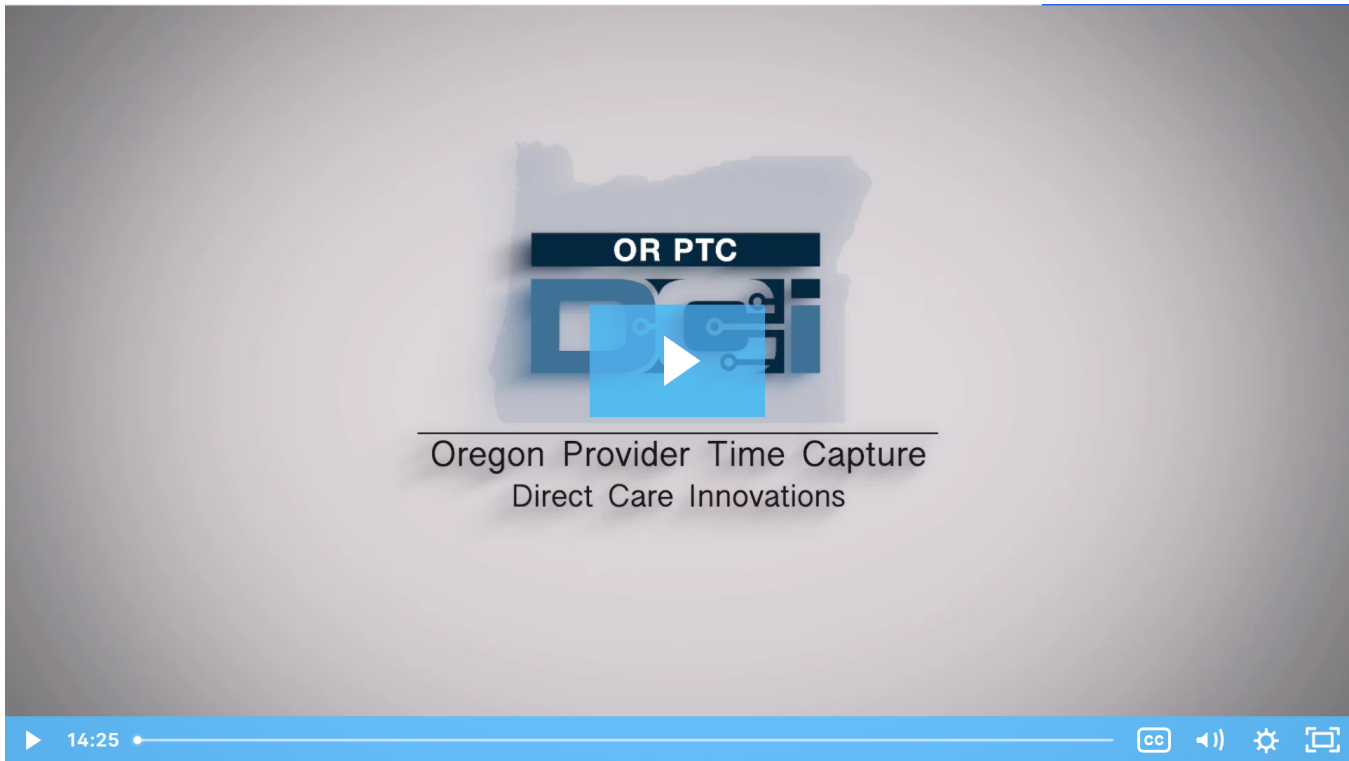 OR PTC
DCi
Oregon Provider Time Capture
Direct Care Innovations
14:25
CC